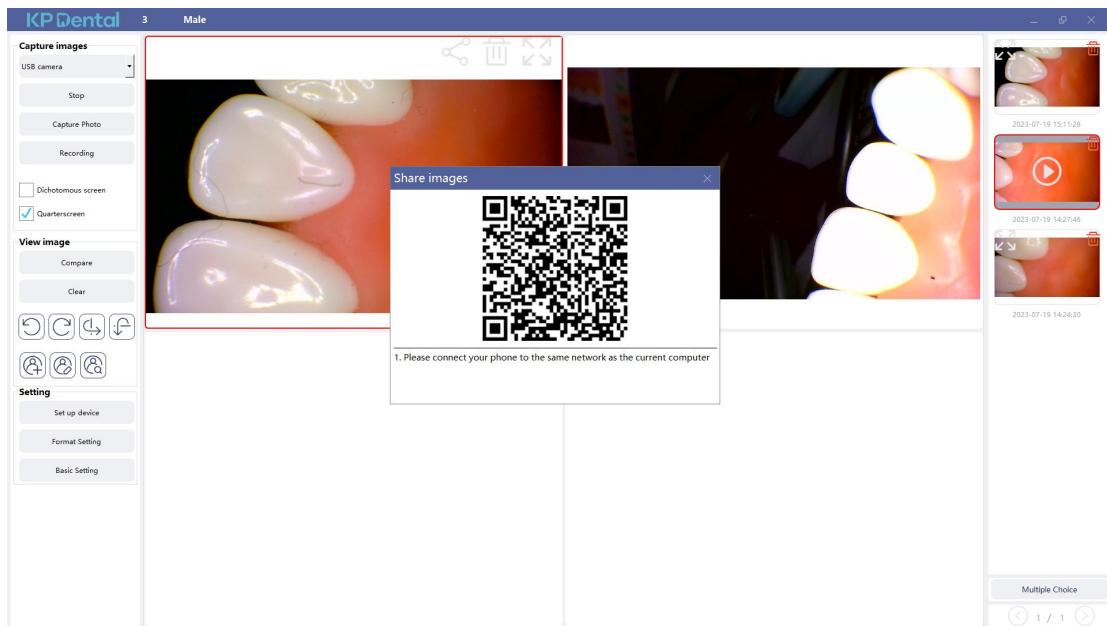 KP Dental 3 Male
Capture images
USB camera
Stop
Capture Photo
Recording
Dichotomous screen
Quarterscreen
View image
Compare
Clear
Setting
Set up device
Format Setting
Basic Setting
Share images
1. Please connect your phone to the same network as the current computer
2023-07-19 15:11:28
2023-07-19 14:27:46
2023-07-19 14:24:30
Multiple Choice
1 / 1